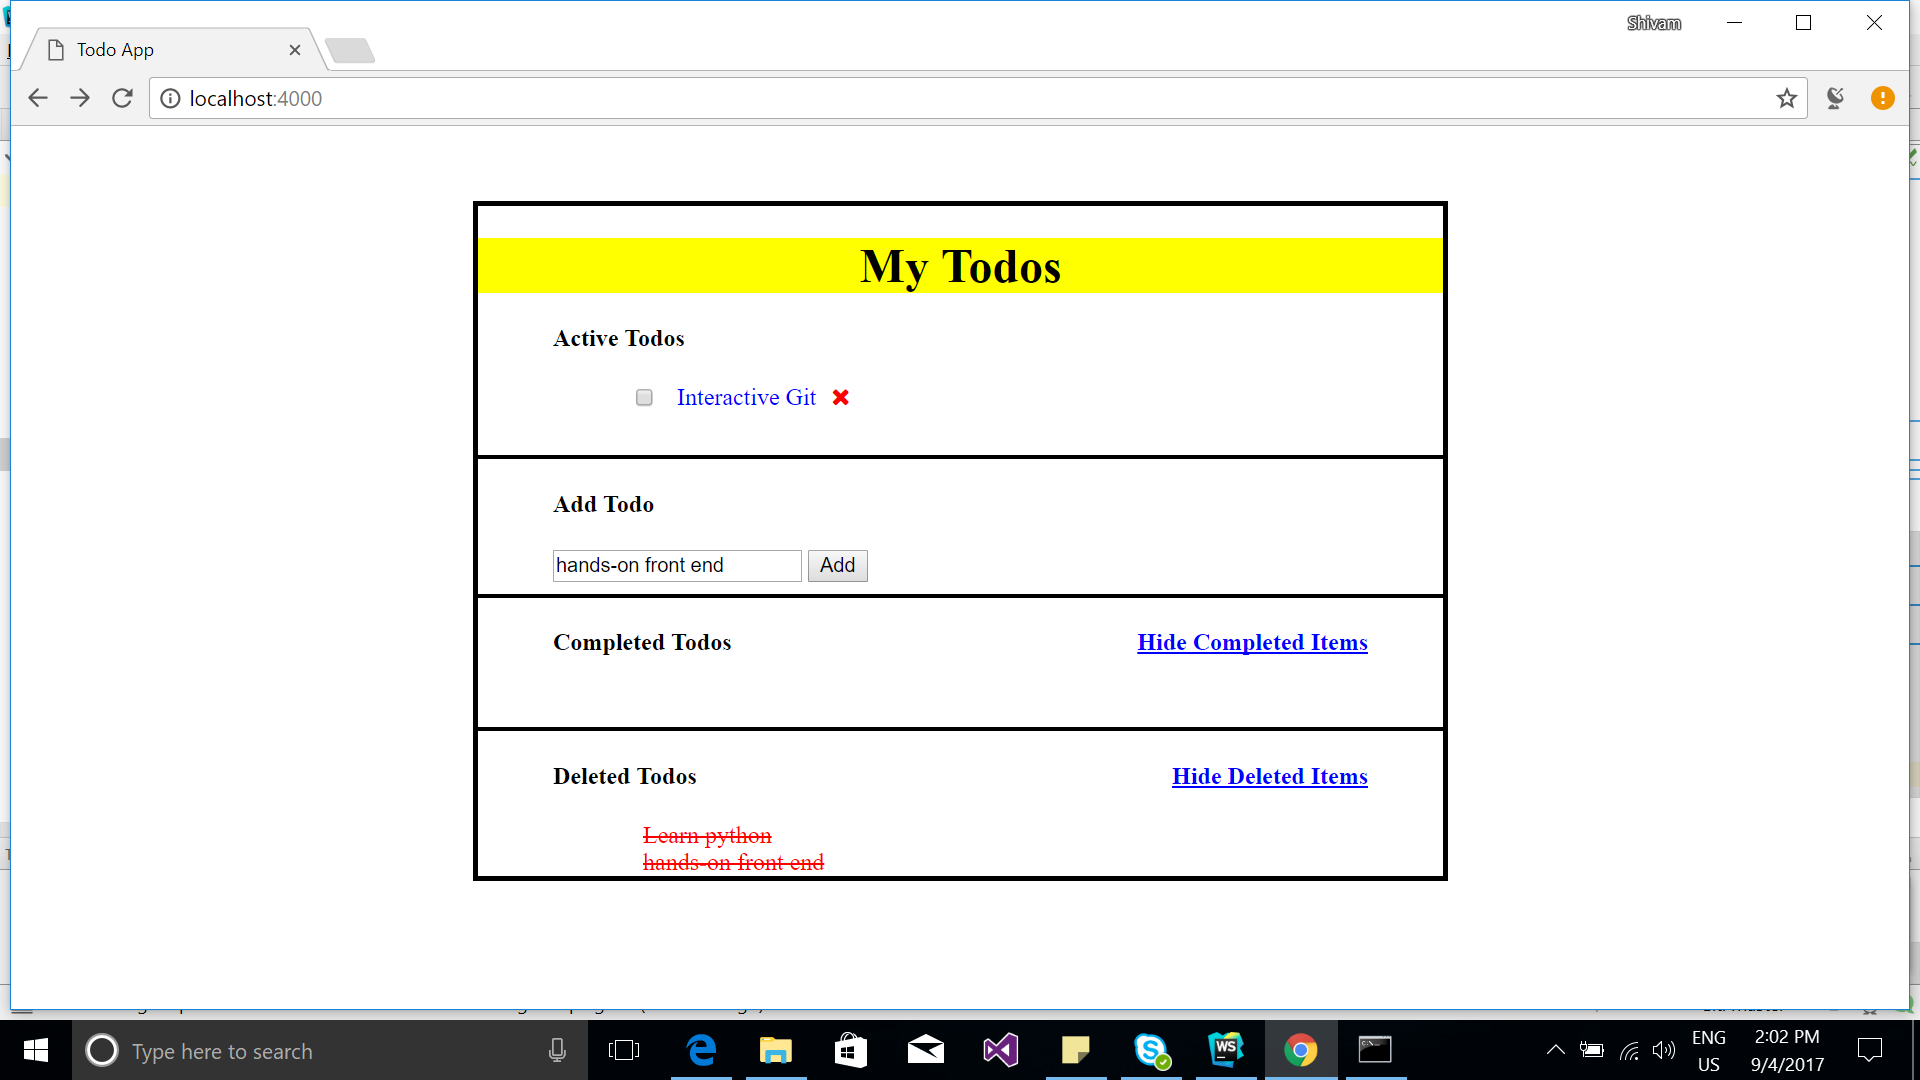 Shivam
Todo App
localhost:4000
My Todos
Active Todos
Interactive Git
Add Todo
hands-on front end Add
Completed Todos Hide Completed Items
Deleted Todos Hide Deleted Items
Learn python
hands-on front end
Type here to search
WS
ENG 2:02 PM
US 9/4/2017